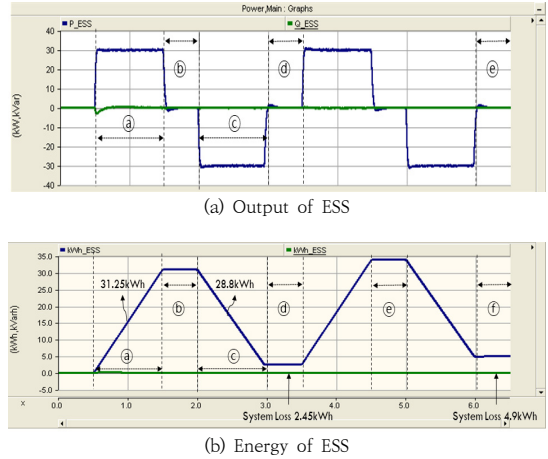 Power,Main : Graphs
P_ESS Q_ESS
40
30
20
10
0
-10
-20
-30
-40
(kW,kVar)
ⓐ ⓑ ⓒ ⓓ ⓔ
(a) Output of ESS
kWh_ESS kWh_ESS
35.0
30.0
25.0
20.0
15.0
10.0
5.0
0.0
-5.0
(kWh,kVarh)
31.25kWh 28.8kWh
ⓐ ⓑ ⓒ ⓓ ⓔ ⓕ
x 0.0 1.0 2.0 3.0 4.0 5.0 6.0
System Loss 2.45kWh System Loss 4.9kWh
(b) Energy of ESS